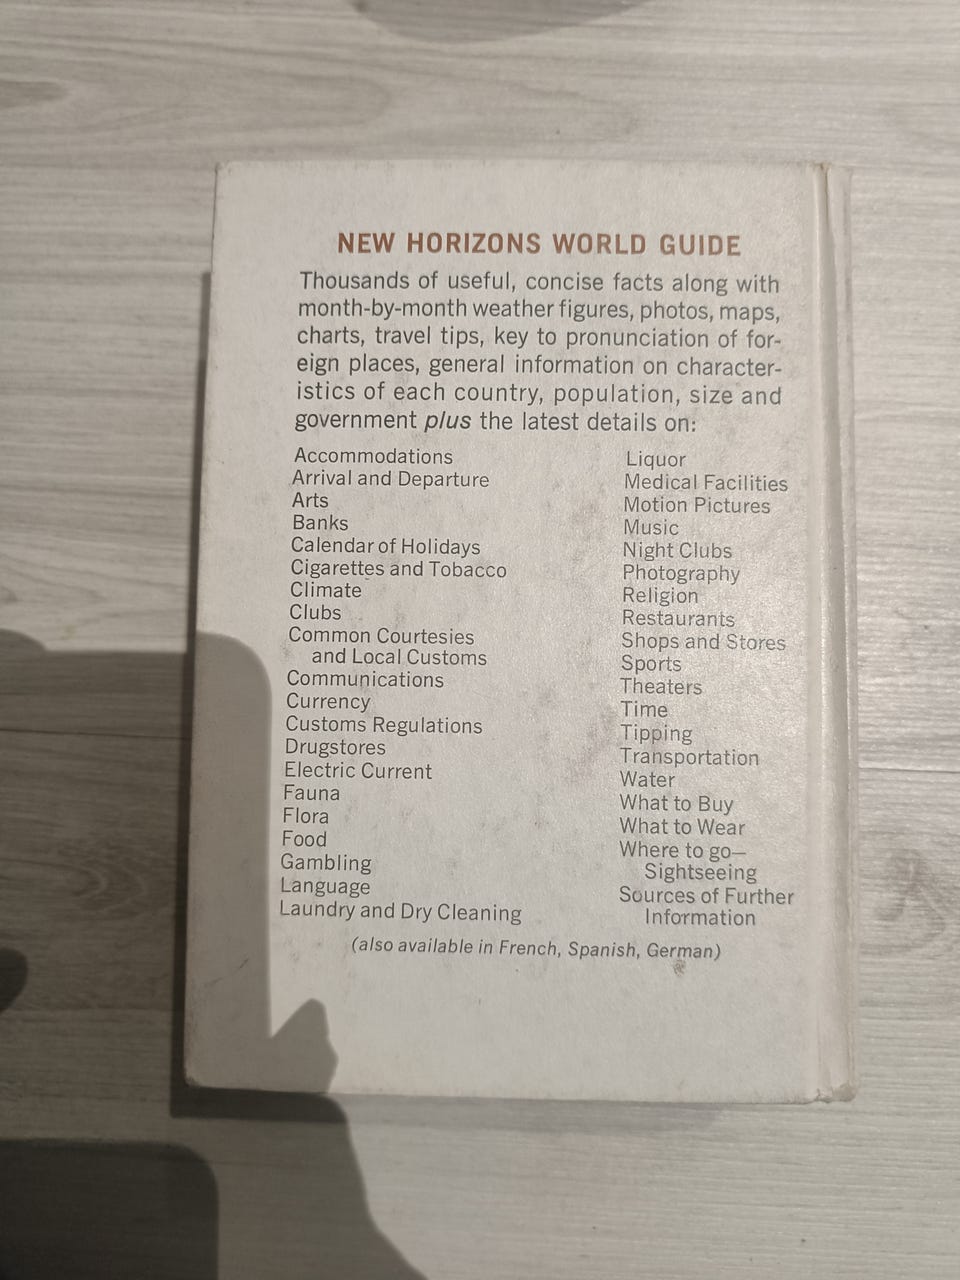 NEW HORIZONS WORLD GUIDE
Thousands of useful, concise facts along with
month-by-month weather figures, photos, maps,
charts, travel tips, key to pronunciation of for-
eign places, general information on character-
istics of each country, population, size and
government plus the latest details on:
Accommodations
Arrival and Departure
Arts
Banks
Calendar of Holidays
Cigarettes and Tobacco
Climate
Clubs
Common Courtesies
and Local Customs
Communications
Currency
Customs Regulations
Drugstores
Electric Current
Fauna
Flora
Food
Gambling
Language
Laundry and Dry Cleaning
Liquor
Medical Facilities
Motion Pictures
Music
Night Clubs
Photography
Religion
Restaurants
Shops and Stores
Sports
Theaters
Time
Tipping
Transportation
Water
What to Buy
What to Wear
Where to go—
Sightseeing
Sources of Further
Information
(also available in French, Spanish, German)